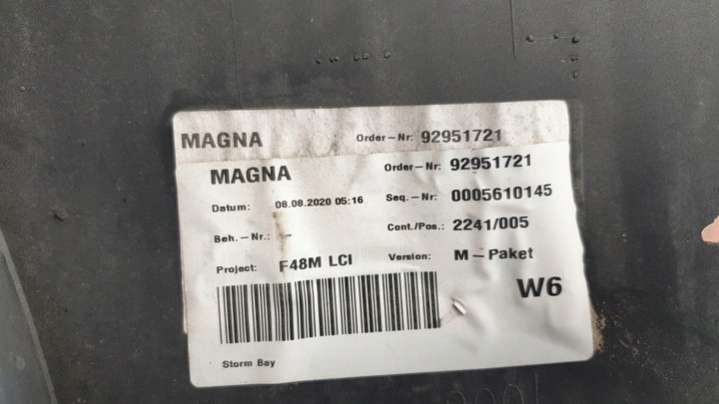 MAGNA Order-Nr: 92951721
MAGNA Order-Nr: 92951721
Datum: 08.08.2020 05:16 Seq.-Nr: 0005610145
Beh.-Nr.: - Cont./Pos.: 2241/005
Project: F48M LCI Version: M-Paket
W6
Storm Bay